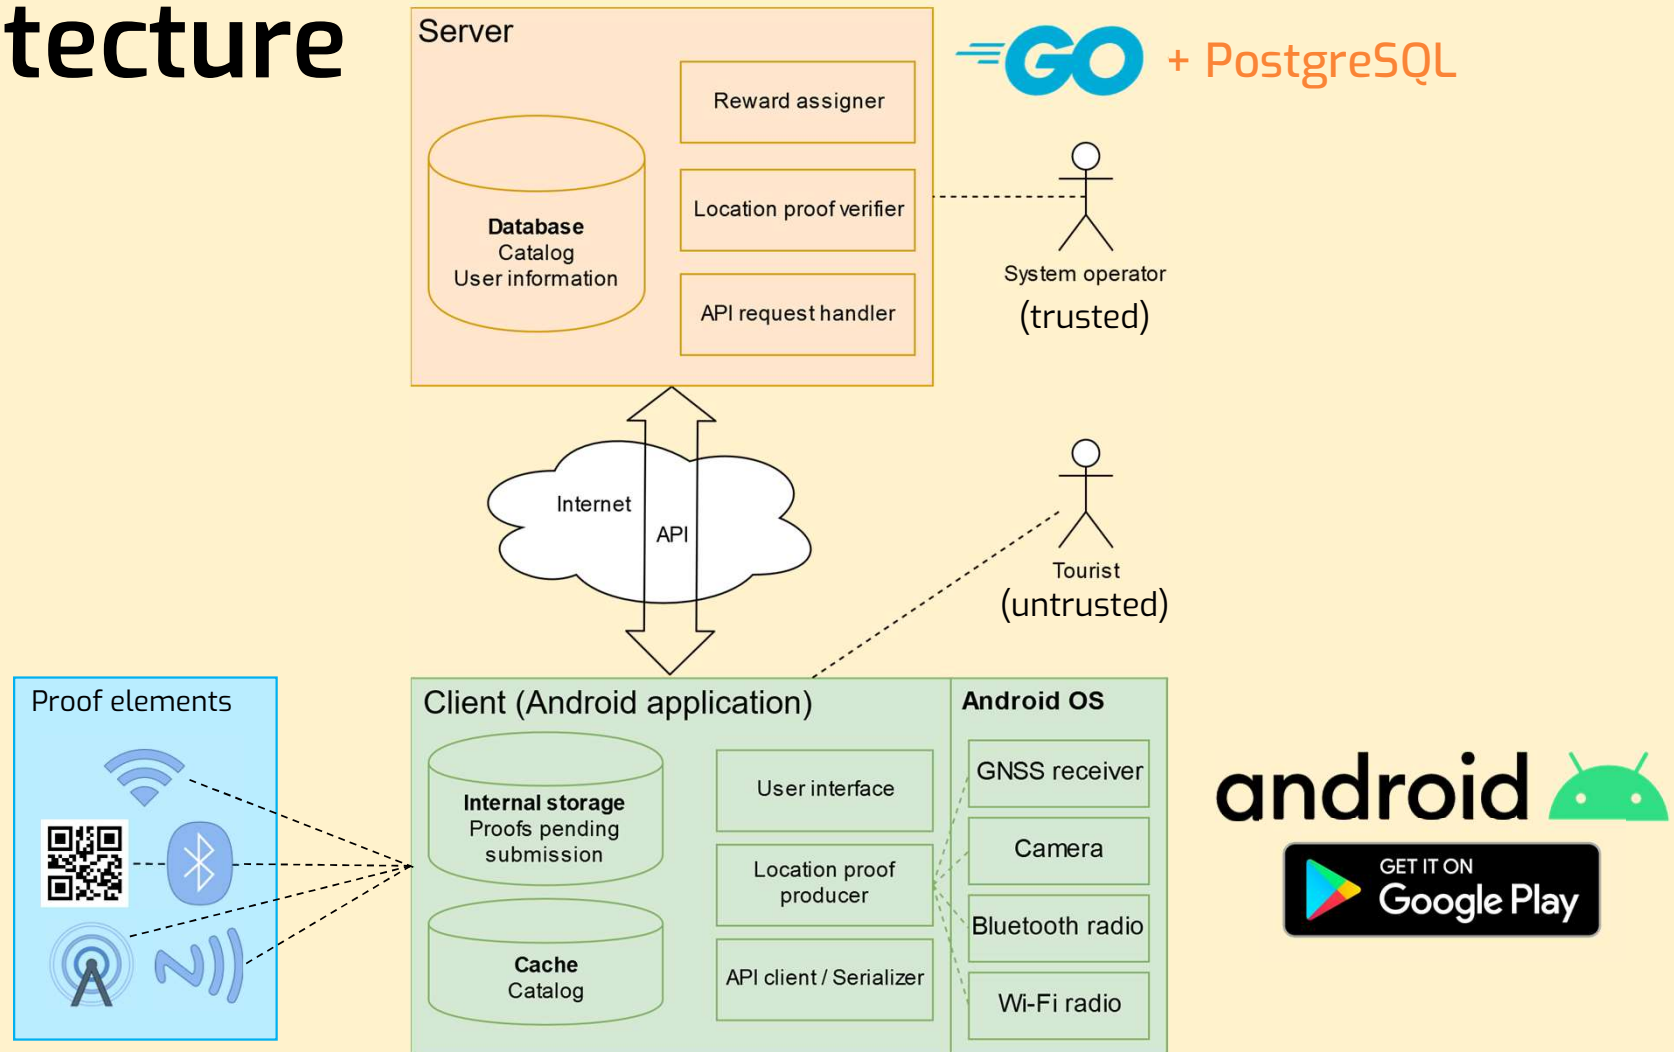 tecture
Server
GO + PostgreSQL
Reward assigner
Database
Catalog
User information
Location proof verifier
API request handler
System operator
(trusted)
Internet
API
Tourist
(untrusted)
Proof elements
Client (Android application)
Internal storage
Proofs pending
submission
Cache
Catalog
User interface
Location proof
producer
API client / Serializer
Android OS
GNSS receiver
Camera
Bluetooth radio
Wi-Fi radio
android
GET IT ON
Google Play